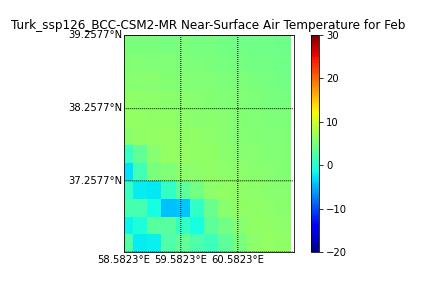 Turk_ssp126_BCC-CSM2-MR Near-Surface Air Temperature for Feb
39.2577°N
38.2577°N
37.2577°N
58.5823°E 59.5823°E 60.5823°E
30
20
10
0
−10
−20